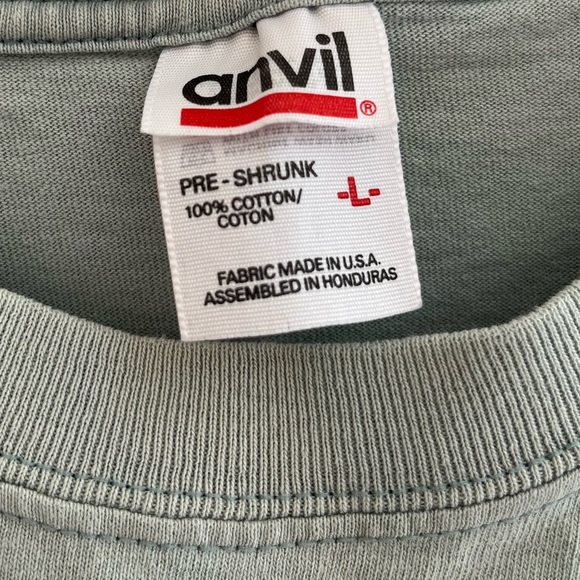 anvil ®
PRE-SHRUNK
100% COTTON/
COTON
-L-
FABRIC MADE IN U.S.A.
ASSEMBLED IN HONDURAS